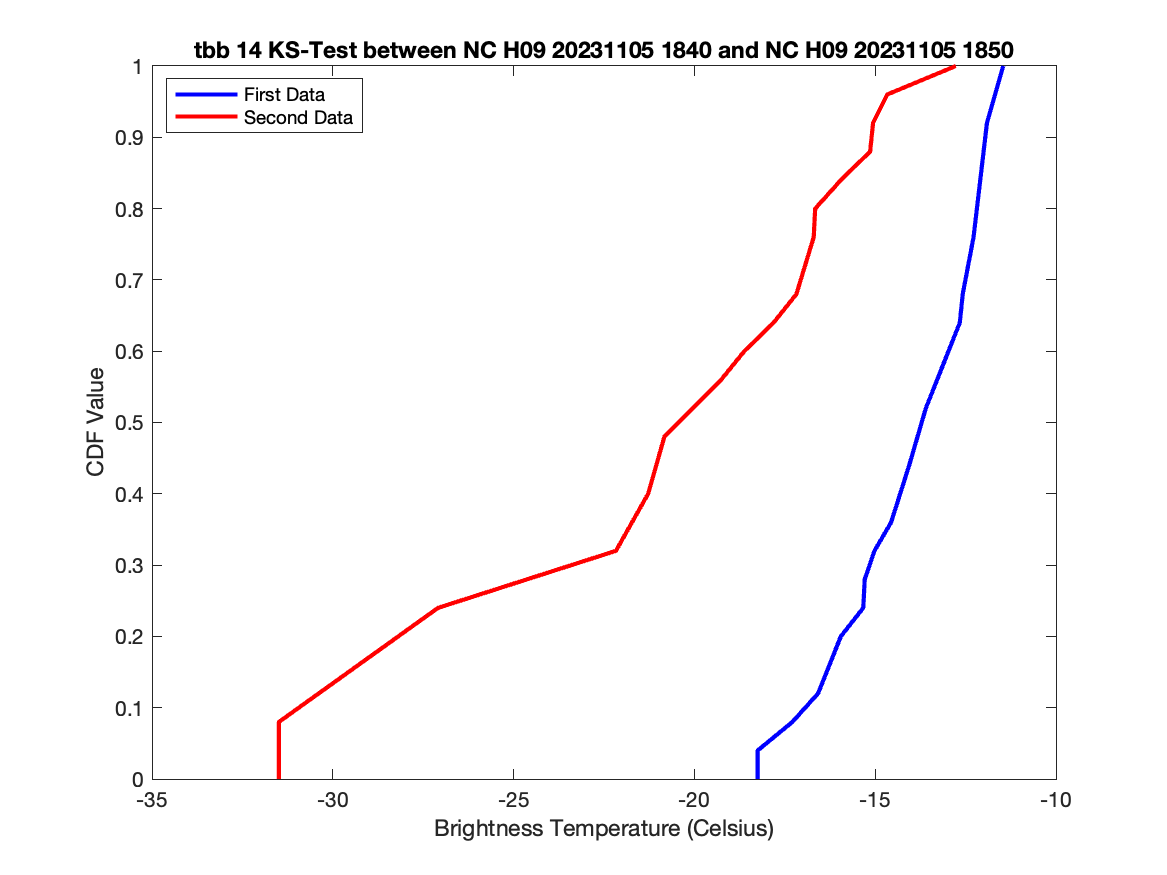 tbb 14 KS-Test between NC H09 20231105 1840 and NC H09 20231105 1850
First Data
Second Data
1
0.9
0.8
0.7
0.6
0.5
0.4
0.3
0.2
0.1
0
CDF Value
-35 -30 -25 -20 -15 -10
Brightness Temperature (Celsius)